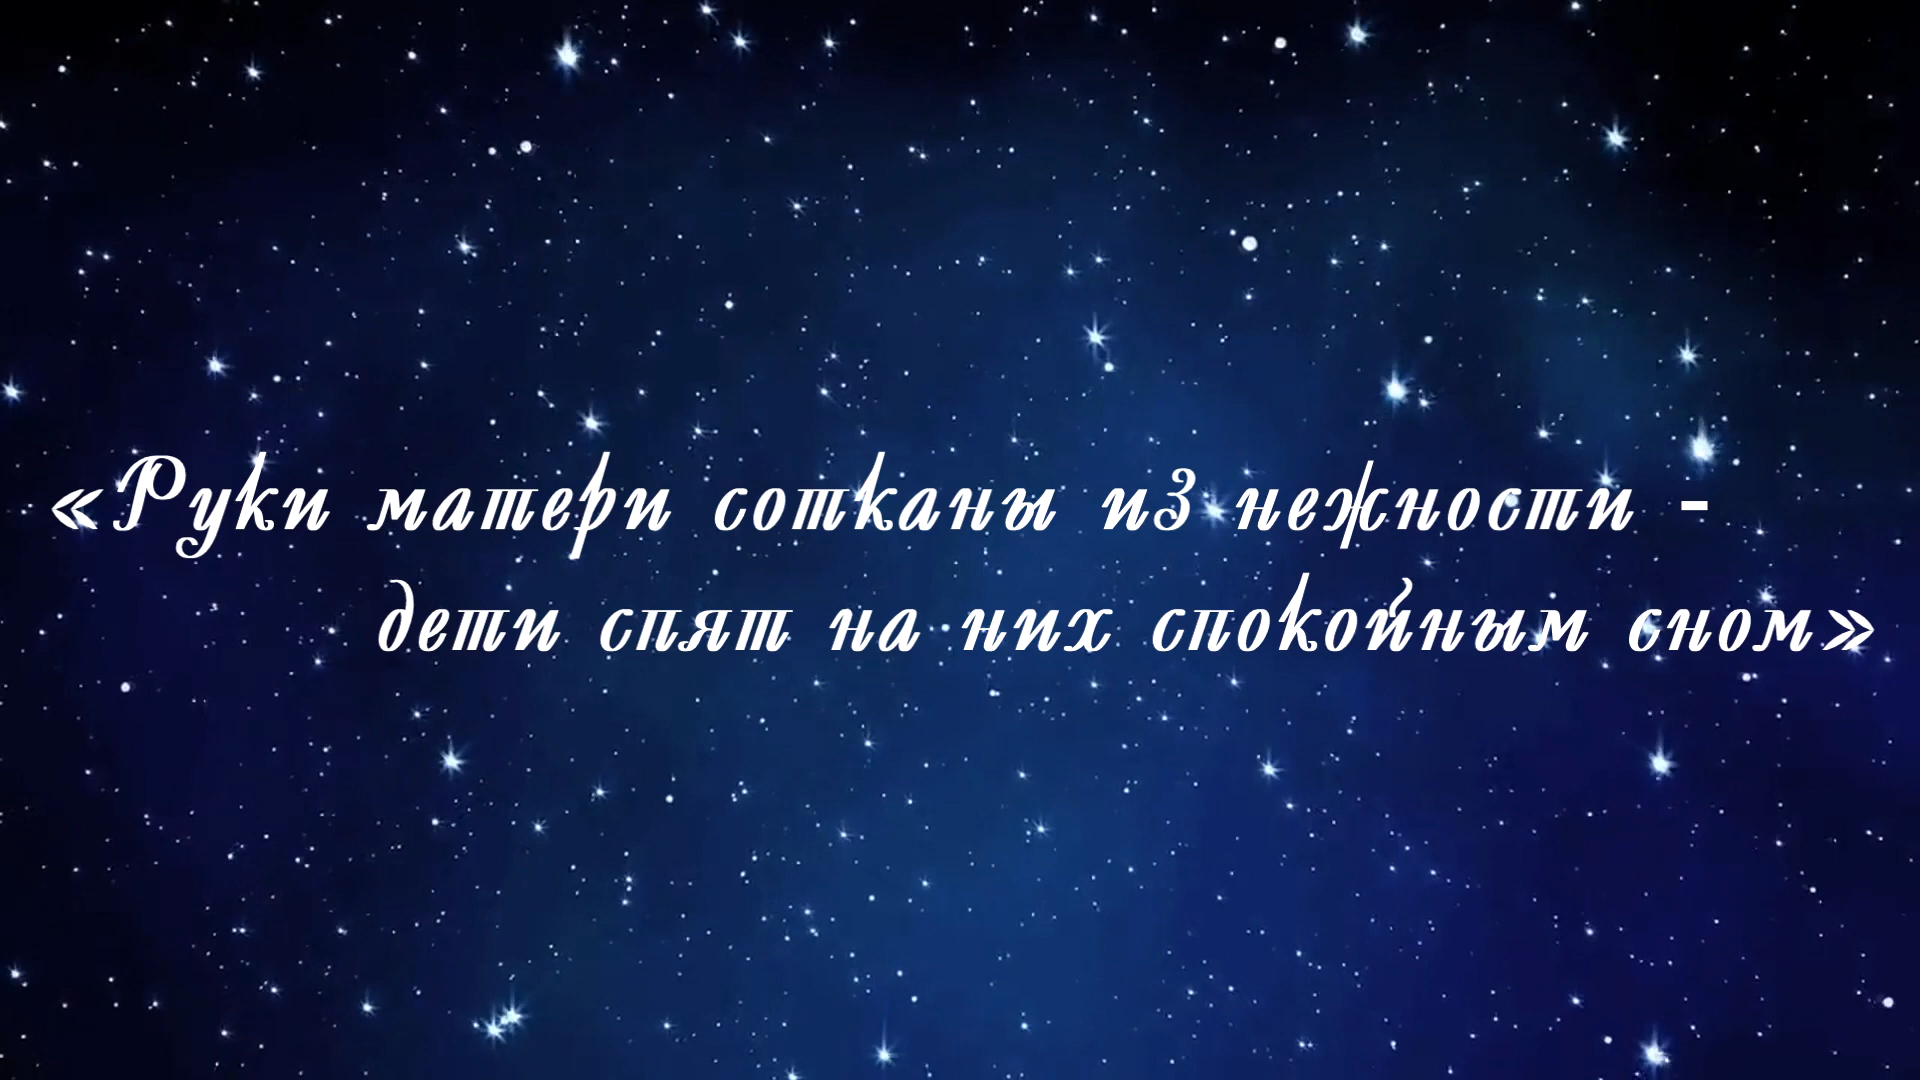 «Руки матери сотканы из нежности -
дети спят на них спокойным сном»